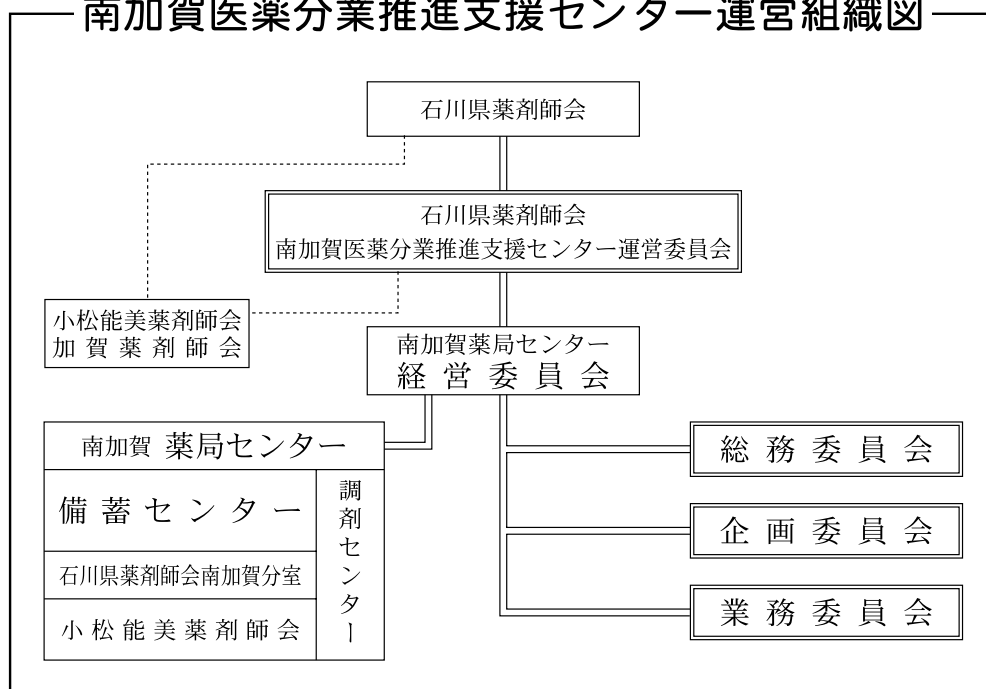 南加賀医薬分業推進支援センター運営組織図
石川県薬剤師会
石川県薬剤師会
南加賀医薬分業推進支援センター運営委員会
小松能美薬剤師会
加賀薬剤師会
南加賀薬局センター
経営委員会
南加賀 薬局センター
備蓄センター
石川県薬剤師会南加賀分室
小松能美薬剤師会
調剤センター
総務委員会
企画委員会
業務委員会